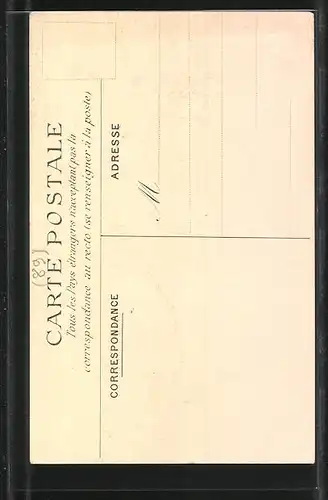 (89)
CARTE POSTALE
Tous les Pays étrangers n'acceptant pas la
correspondance au recto (se renseigner à la poste)
CORRESPONDANCE
ADRESSE
M